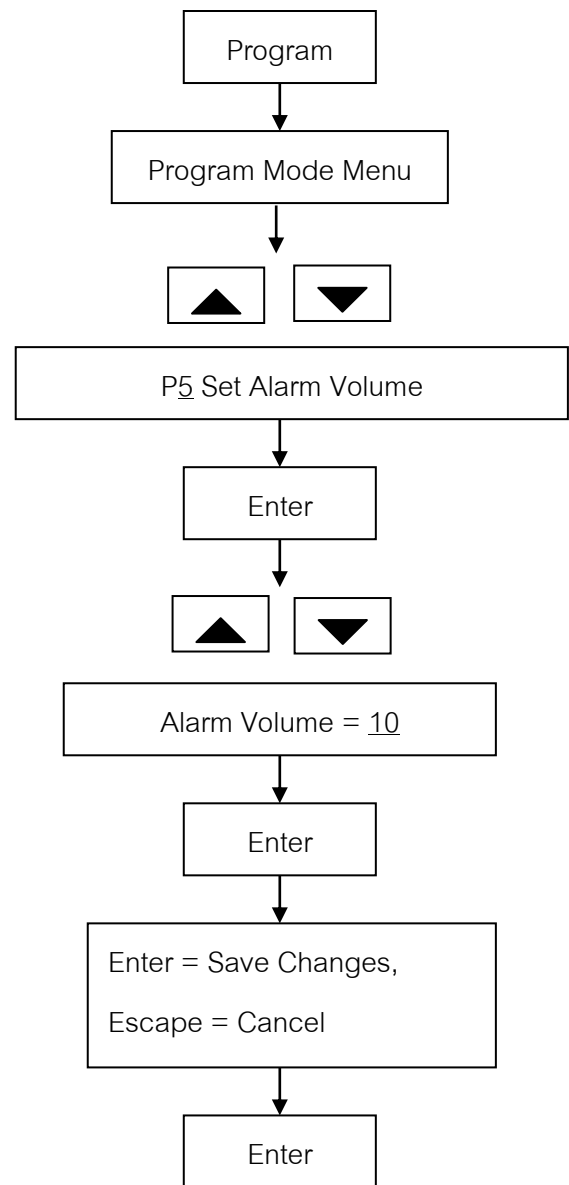 Program
Program Mode Menu
P5 Set Alarm Volume
Enter
Alarm Volume = 10
Enter
Enter = Save Changes,
Escape = Cancel
Enter